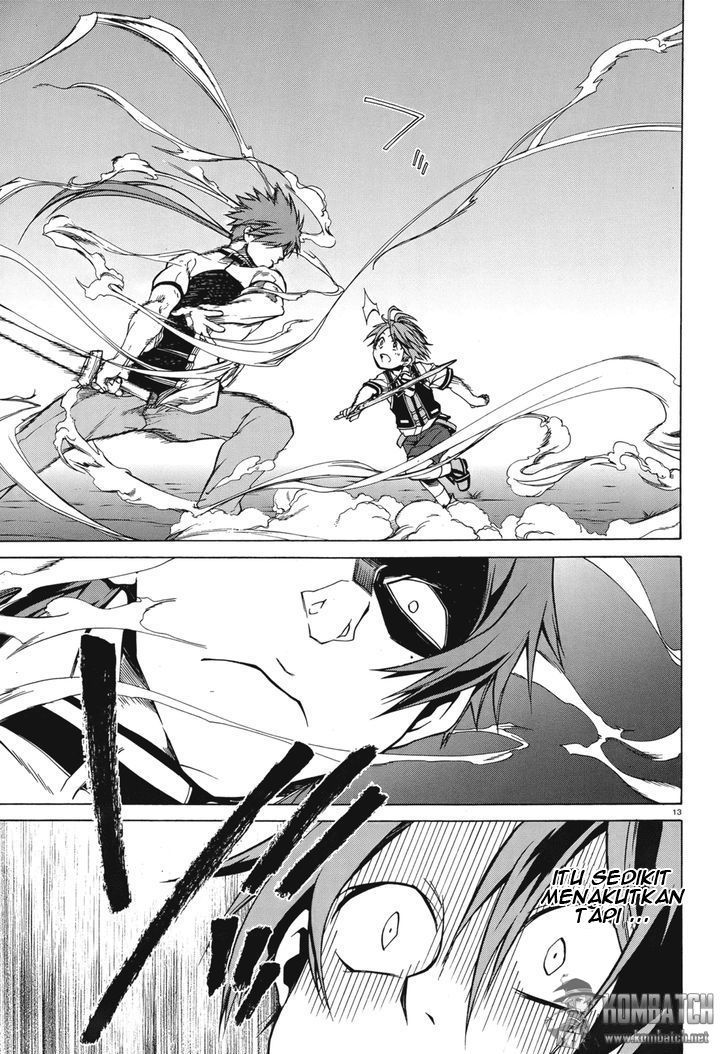 13
ITU SEDIKIT
MENAKUTKAN
TAPI ...
KOMBATCH
www.kombatch.net